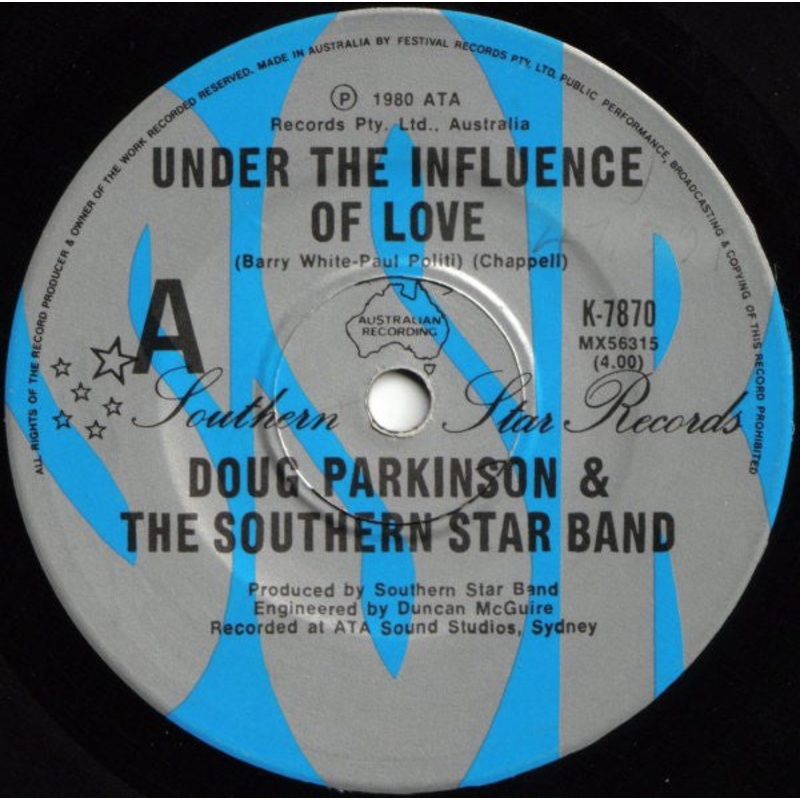 ALL RIGHTS OF THE RECORD PRODUCER & OWNER OF THE WORK RECORDED RESERVED. MADE IN AUSTRALIA BY FESTIVAL RECORDS PTY. LTD. PUBLIC PERFORMANCE, BROADCASTING & COPYING OF THIS RECORD PROHIBITED
Ⓟ 1980 ATA
Records Pty. Ltd., Australia
UNDER THE INFLUENCE
OF LOVE
(Barry White-Paul Politi) (Chappell)
A
AUSTRALIAN
RECORDING
K-7870
MX56315
(4.00)
Southern Star Records
DOUG PARKINSON &
THE SOUTHERN STAR BAND
Produced by Southern Star Band
Engineered by Duncan McGuire
Recorded at ATA Sound Studios, Sydney